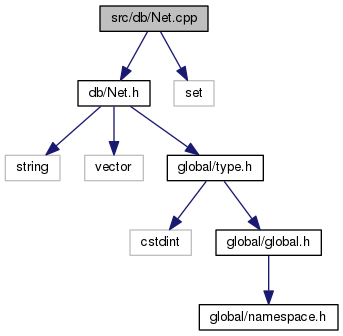 src/db/Net.cpp
db/Net.h
set
string
vector
global/type.h
cstdint
global/global.h
global/namespace.h